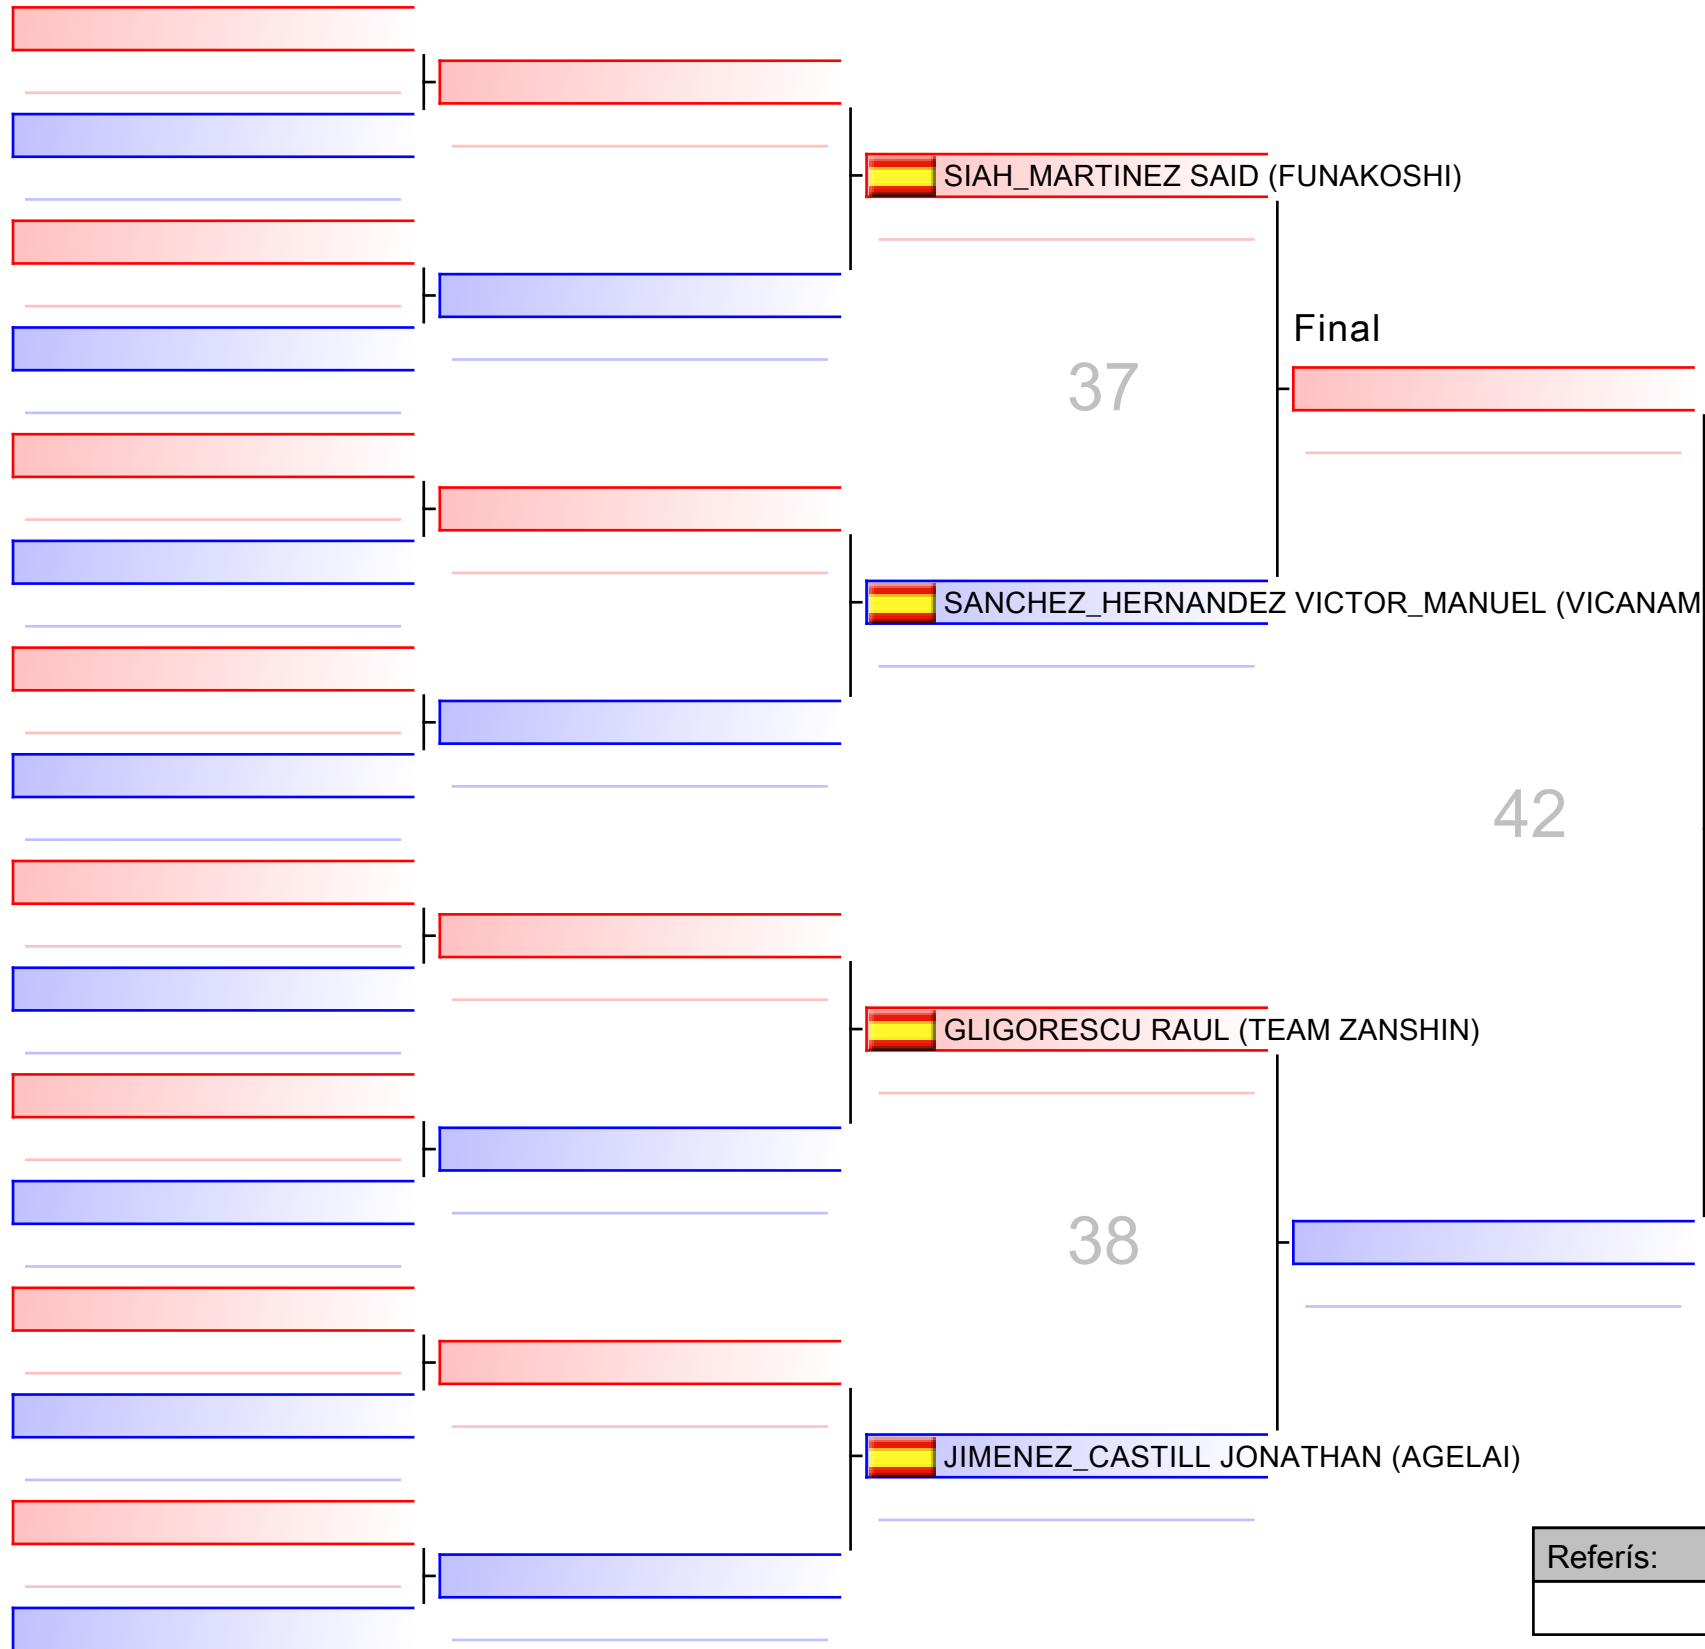 SIAH_MARTINEZ SAID (FUNAKOSHI)
Final
37
SANCHEZ_HERNANDEZ VICTOR_MANUEL (VICANAM
42
GLIGORESCU RAUL (TEAM ZANSHIN)
38
JIMENEZ_CASTILL JONATHAN (AGELAI)
Referís: